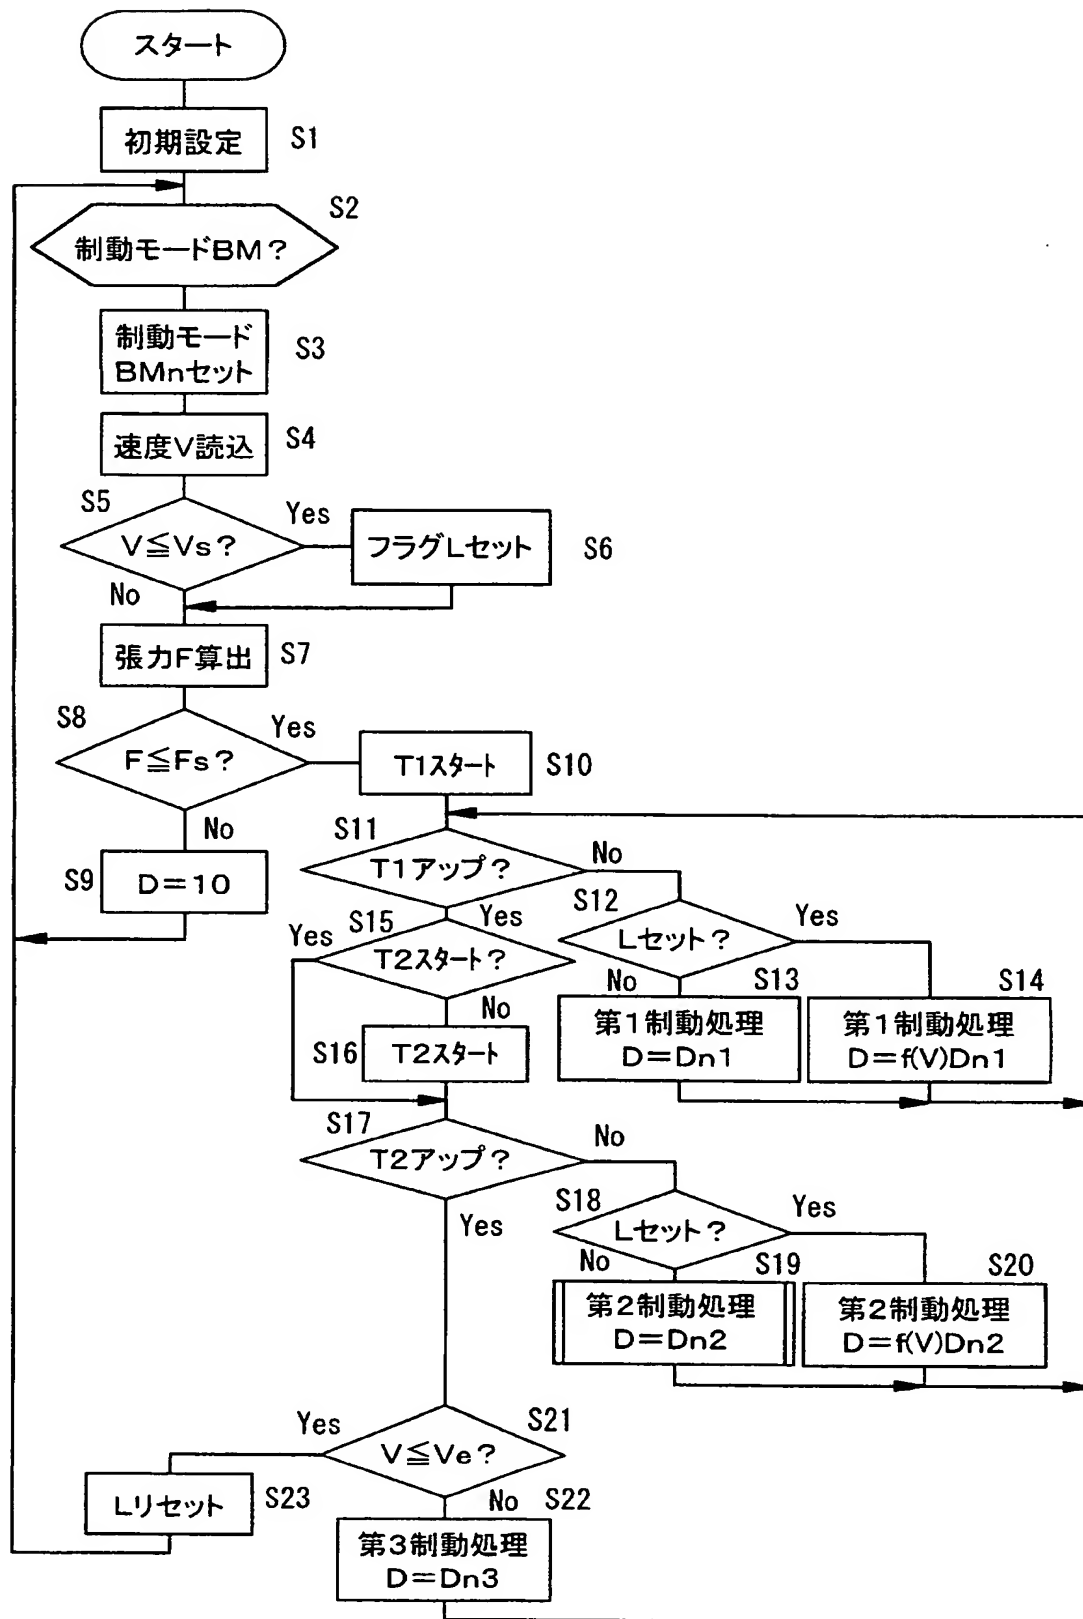 スタート
初期設定
S1
S2
制動モードBM?
制動モード
BMnセット
S3
速度V読込
S4
S5
V≦Vs?
Yes
No
フラグLセット
S6
張力F算出
S7
S8
F≦Fs?
Yes
No
T1スタート
S10
S9
D=10
S11
T1アップ?
No
Yes
S12
Lセット?
Yes
No
S13
第1制動処理
D=Dn1
S14
第1制動処理
D=f(V)Dn1
S15
Yes
T2スタート?
No
S16
T2スタート
S17
T2アップ?
No
Yes
S18
Lセット?
Yes
No
S19
第2制動処理
D=Dn2
S20
第2制動処理
D=f(V)Dn2
S21
Yes
V≦Ve?
No
Lリセット
S23
S22
第3制動処理
D=Dn3